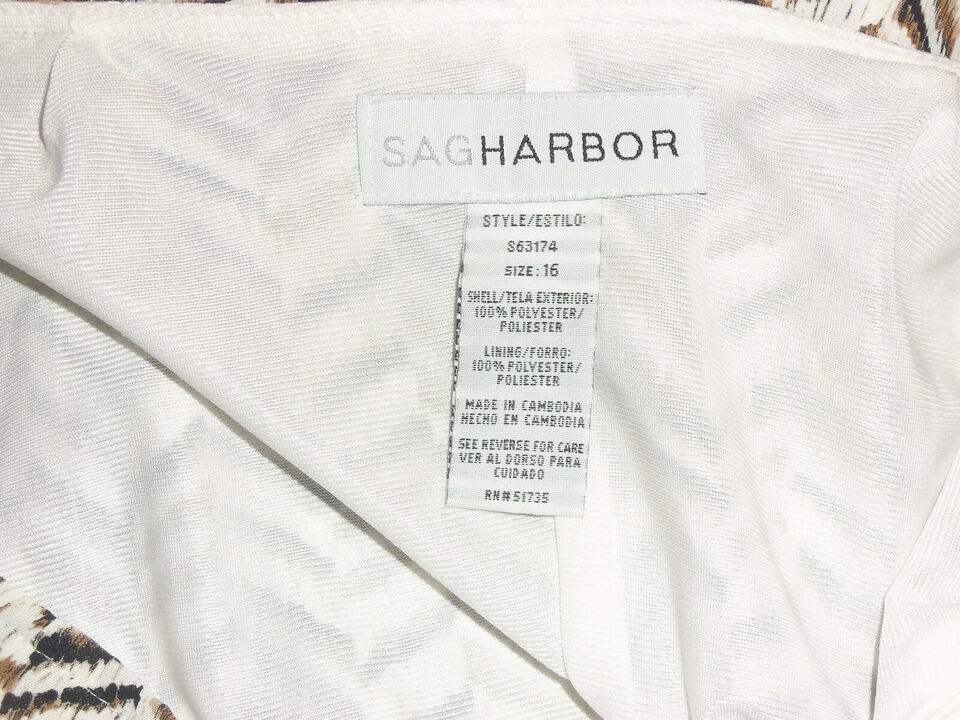 SAGHARBOR
STYLE/ESTILO:
S63174
SIZE: 16
SHELL/TELA EXTERIOR:
100% POLYESTER/
POLIESTER
LINING/FORRO:
100% POLYESTER/
POLIESTER
MADE IN CAMBODIA
HECHO EN CAMBODIA
SEE REVERSE FOR CARE
VER AL DORSO PARA
CUIDADO
RN# 51735